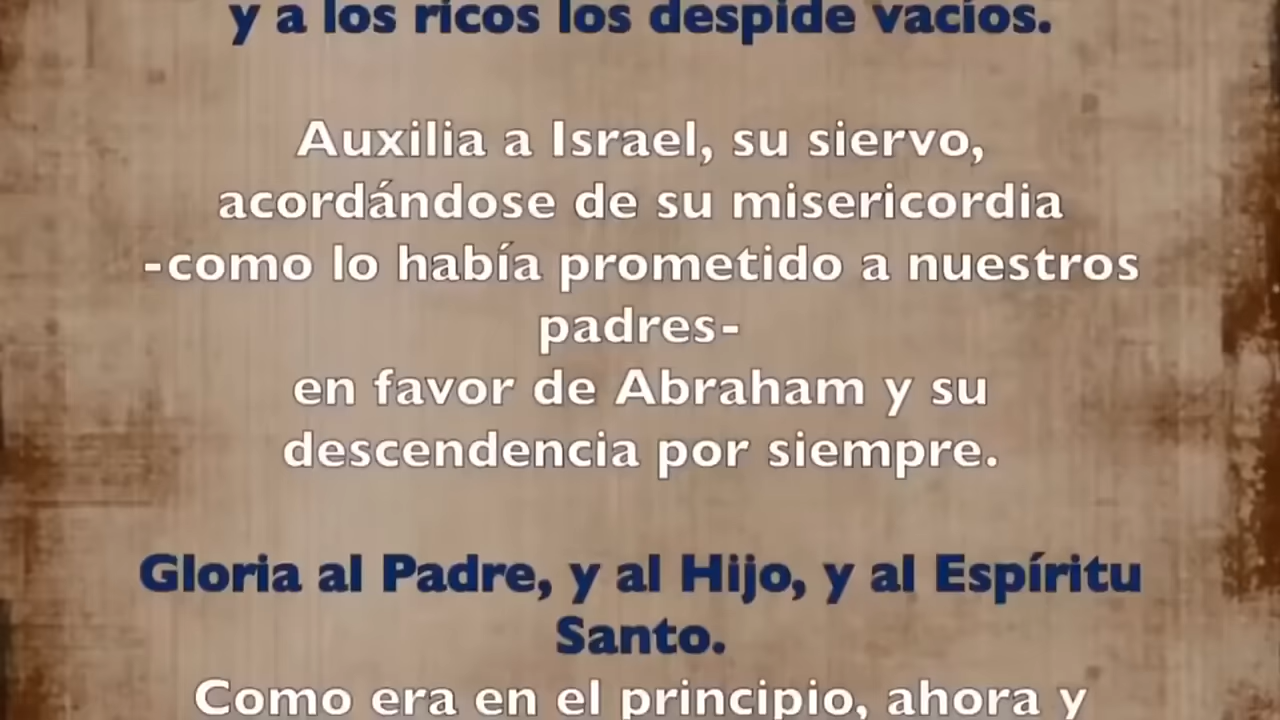 y a los ricos los despide vacíos.
Auxilia a Israel, su siervo,
acordándose de su misericordia
-como lo había prometido a nuestros
padres-
en favor de Abraham y su
descendencia por siempre.
Gloria al Padre, y al Hijo, y al Espíritu
Santo.
Como era en el principio, ahora y